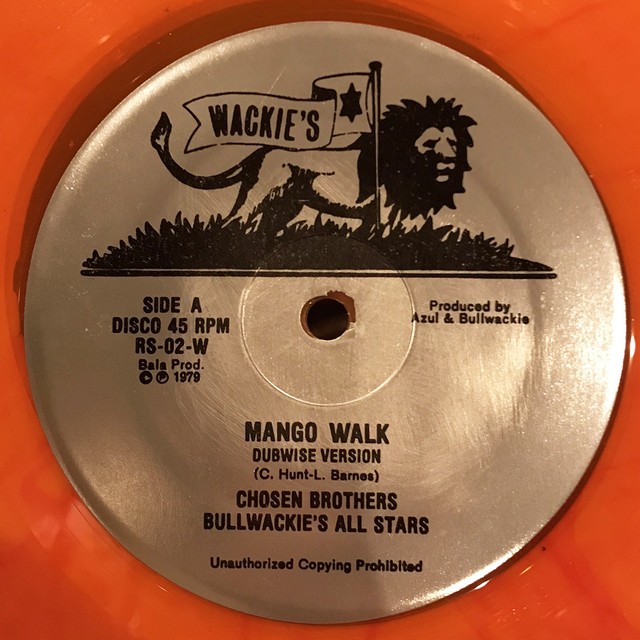 WACKIE'S
SIDE A
DISCO 45 RPM
RS-02-W
Bala Prod.
© ℗ 1979
Produced by
Azul & Bullwackie
MANGO WALK
DUBWISE VERSION
(C. Hunt-L. Barnes)
CHOSEN BROTHERS
BULLWACKIE'S ALL STARS
Unauthorized Copying Prohibited